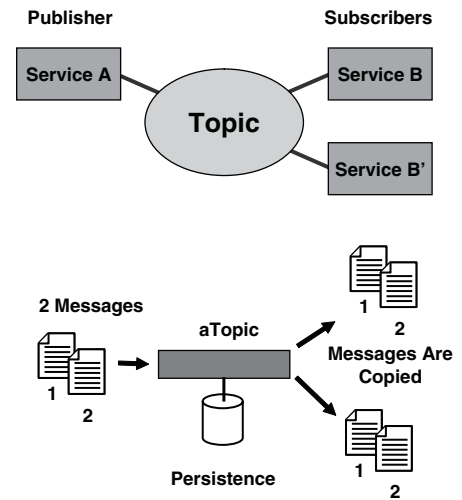 Publisher
Subscribers
Service A
Service B
Topic
Service B'
2 Messages
1
2
aTopic
Persistence
1
2
Messages Are
Copied
1
2